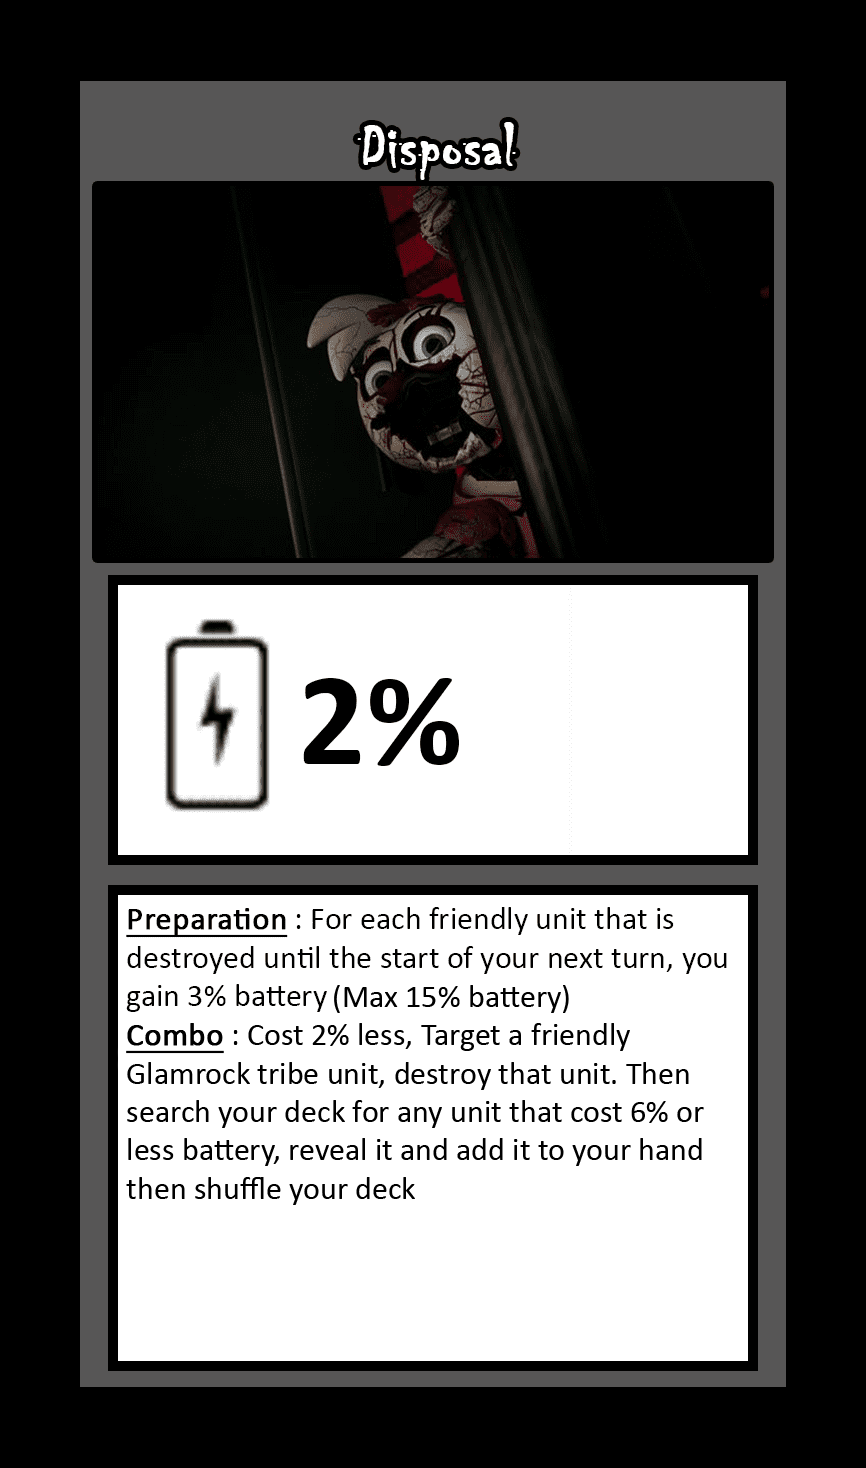 Disposal
2%
Preparation : For each friendly unit that is
destroyed until the start of your next turn, you
gain 3% battery (Max 15% battery)
Combo : Cost 2% less, Target a friendly
Glamrock tribe unit, destroy that unit. Then
search your deck for any unit that cost 6% or
less battery, reveal it and add it to your hand
then shuffle your deck